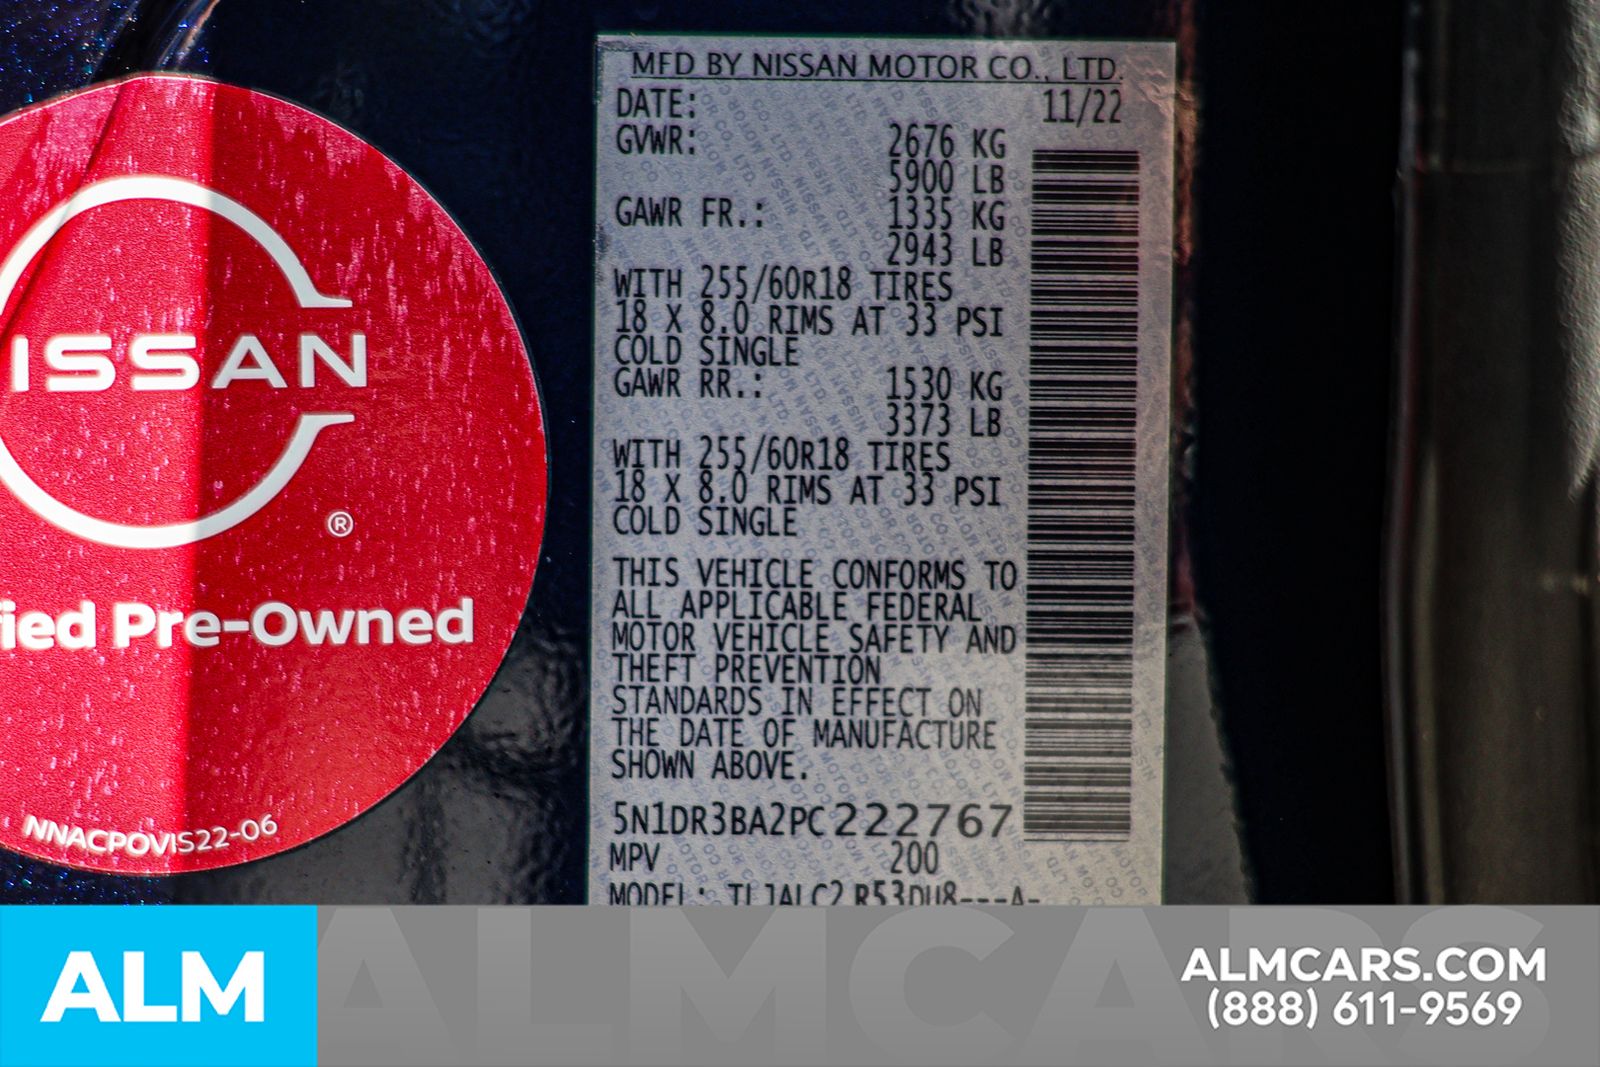 ISSAN
®
fied Pre-Owned
NNACPOVIS22-06
MFD BY NISSAN MOTOR CO., LTD.
DATE: 11/22
GVWR: 2676 KG
5900 LB
GAWR FR.: 1335 KG
2943 LB
WITH 255/60R18 TIRES
18 X 8.0 RIMS AT 33 PSI
COLD SINGLE
GAWR RR.: 1530 KG
3373 LB
WITH 255/60R18 TIRES
18 X 8.0 RIMS AT 33 PSI
COLD SINGLE
THIS VEHICLE CONFORMS TO
ALL APPLICABLE FEDERAL
MOTOR VEHICLE SAFETY AND
THEFT PREVENTION
STANDARDS IN EFFECT ON
THE DATE OF MANUFACTURE
SHOWN ABOVE.
5N1DR3BA2PC222767
MPV 200
MODEL:
ALM
ALMCARS
ALMCARS.COM
(888) 611-9569